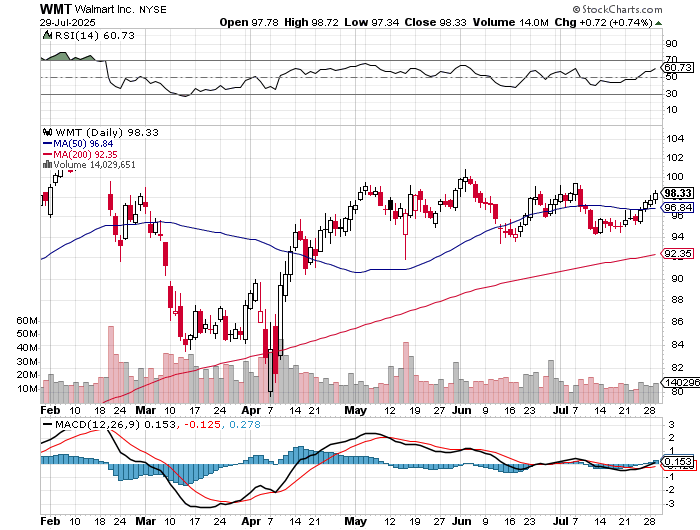 WMT Walmart Inc. NYSE © StockCharts.com
29-Jul-2025 Open 97.78 High 98.72 Low 97.34 Close 98.33 Volume 14.0M Chg +0.72 (+0.74%)
RSI(14) 60.73
90
70
60.73
50
30
10
WMT (Daily) 98.33
MA(50) 96.84
MA(200) 92.35
Volume 14,029,651
102
100
98.33
98
96.84
96
94
92.35
90
88
86
84
82
80
60M
50M
40M
30M
20M
10M
140296
Feb 10 18 24 Mar 10 17 24 Apr 7 14 21 May 12 19 27 Jun 9 16 23 Jul 7 14 21 28
MACD(12,26,9) 0.153, -0.125, 0.278
3
2
1
0.153
-1
-2
-3
Feb 10 18 24 Mar 10 17 24 Apr 7 14 21 May 12 19 27 Jun 9 16 23 Jul 7 14 21 28